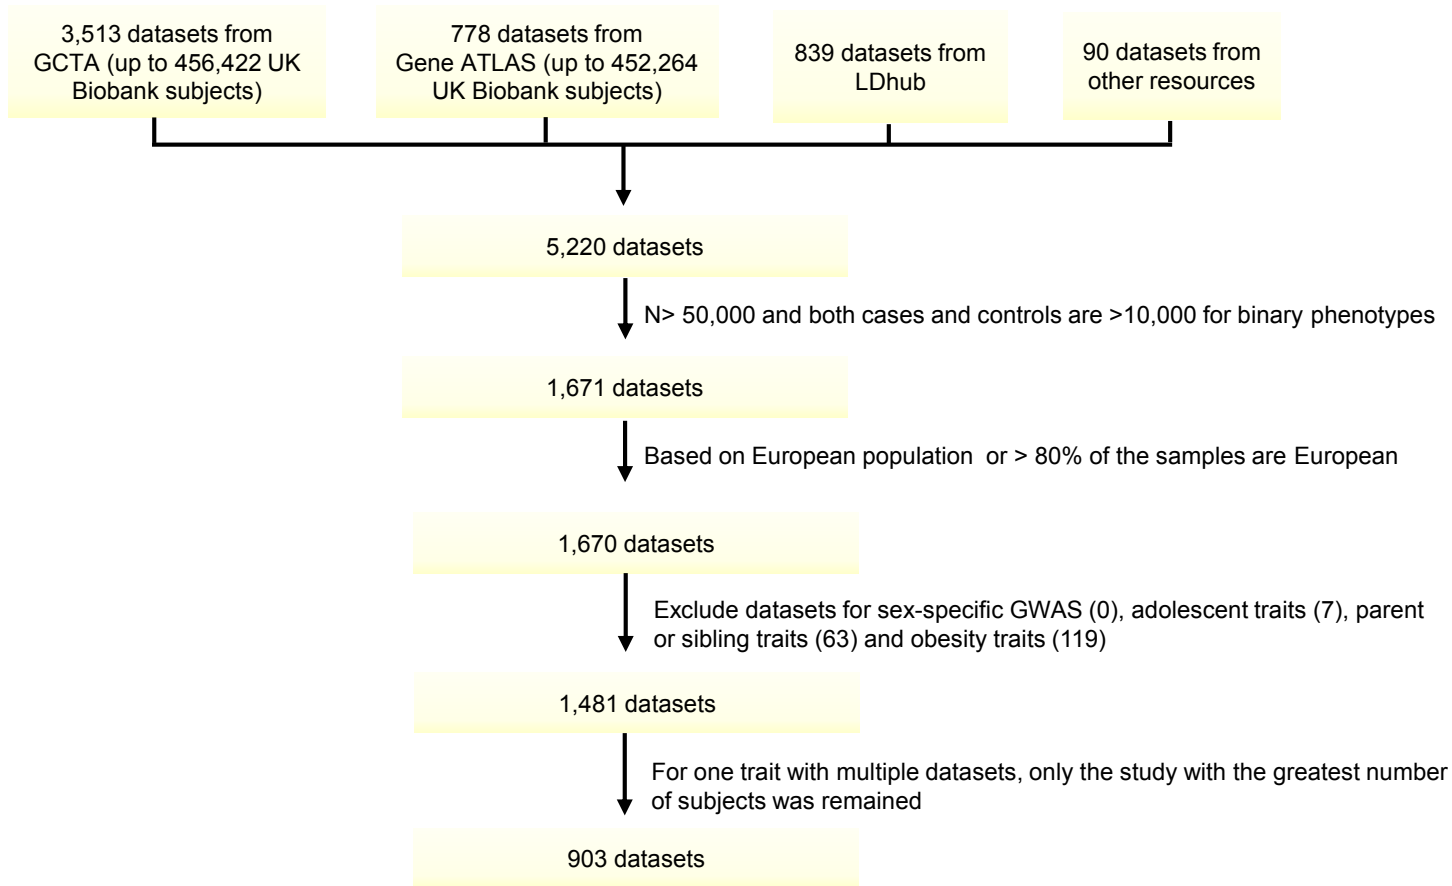 3,513 datasets from
GCTA (up to 456,422 UK
Biobank subjects)
778 datasets from
Gene ATLAS (up to 452,264
UK Biobank subjects)
839 datasets from
LDhub
90 datasets from
other resources
5,220 datasets
N> 50,000 and both cases and controls are >10,000 for binary phenotypes
1,671 datasets
Based on European population or > 80% of the samples are European
1,670 datasets
Exclude datasets for sex-specific GWAS (0), adolescent traits (7), parent
or sibling traits (63) and obesity traits (119)
1,481 datasets
For one trait with multiple datasets, only the study with the greatest number
of subjects was remained
903 datasets